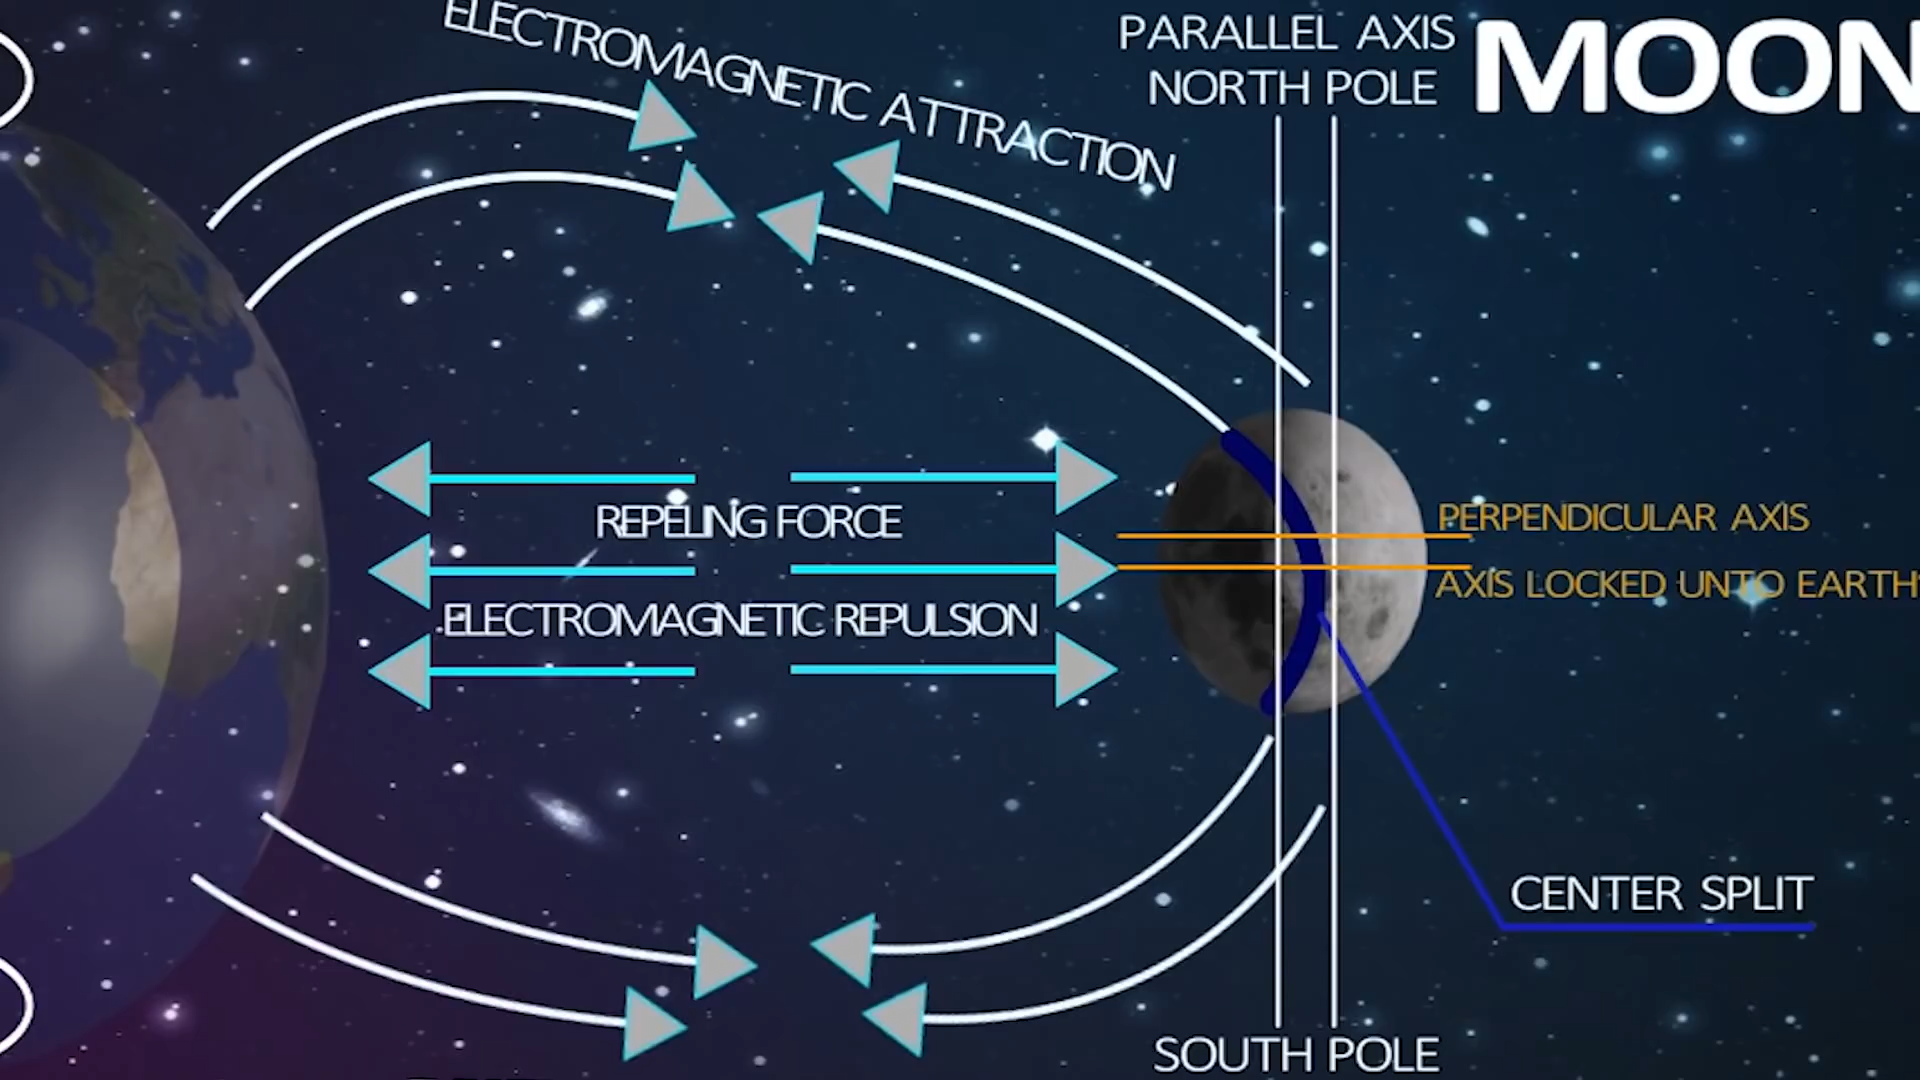 ELECTROMAGNETIC ATTRACTION
PARALLEL AXIS
NORTH POLE
MOON
REPELING FORCE
ELECTROMAGNETIC REPULSION
PERPENDICULAR AXIS
AXIS LOCKED UNTO EARTH'
CENTER SPLIT
SOUTH POLE